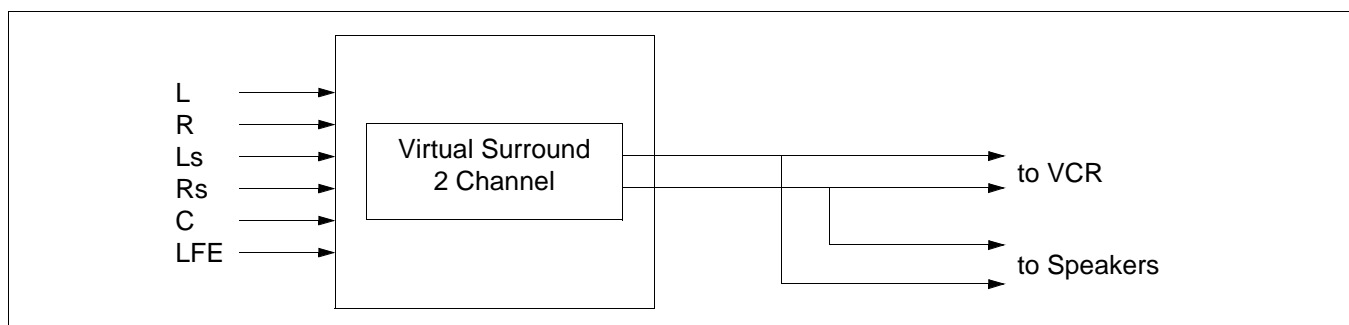 L
R
Ls
Rs
C
LFE
Virtual Surround
2 Channel
to VCR
to Speakers